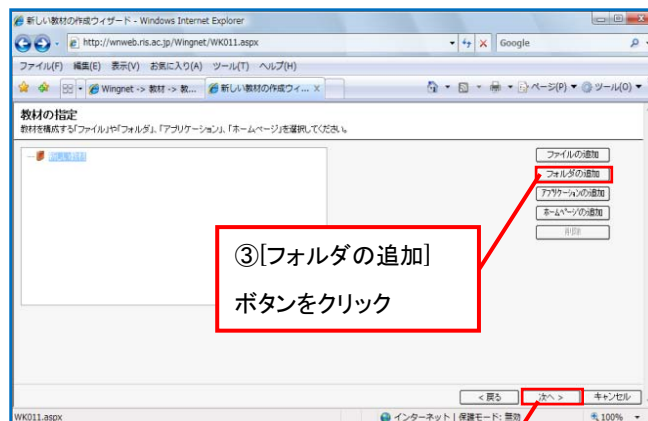 新しい教材の作成ウィザード - Windows Internet Explorer
http://wnweb.ris.ac.jp/Wingnet/WK011.aspx
Google
ファイル(F) 編集(E) 表示(V) お気に入り(A) ツール(T) ヘルプ(H)
Wingnet -> 教材 -> 教...
新しい教材の作成ウィ... X
ページ(P)
ツール(O)
教材の指定
教材を構成する「ファイル」や「フォルダ」、「アプリケーション」、「ホームページ」を選択してください。
ファイルの追加
フォルダの追加
アプリケーションの追加
ホームページの追加
削除
③[フォルダの追加]
ボタンをクリック
< 戻る
次へ >
キャンセル
WK011.aspx
インターネット | 保護モード: 無効
100%